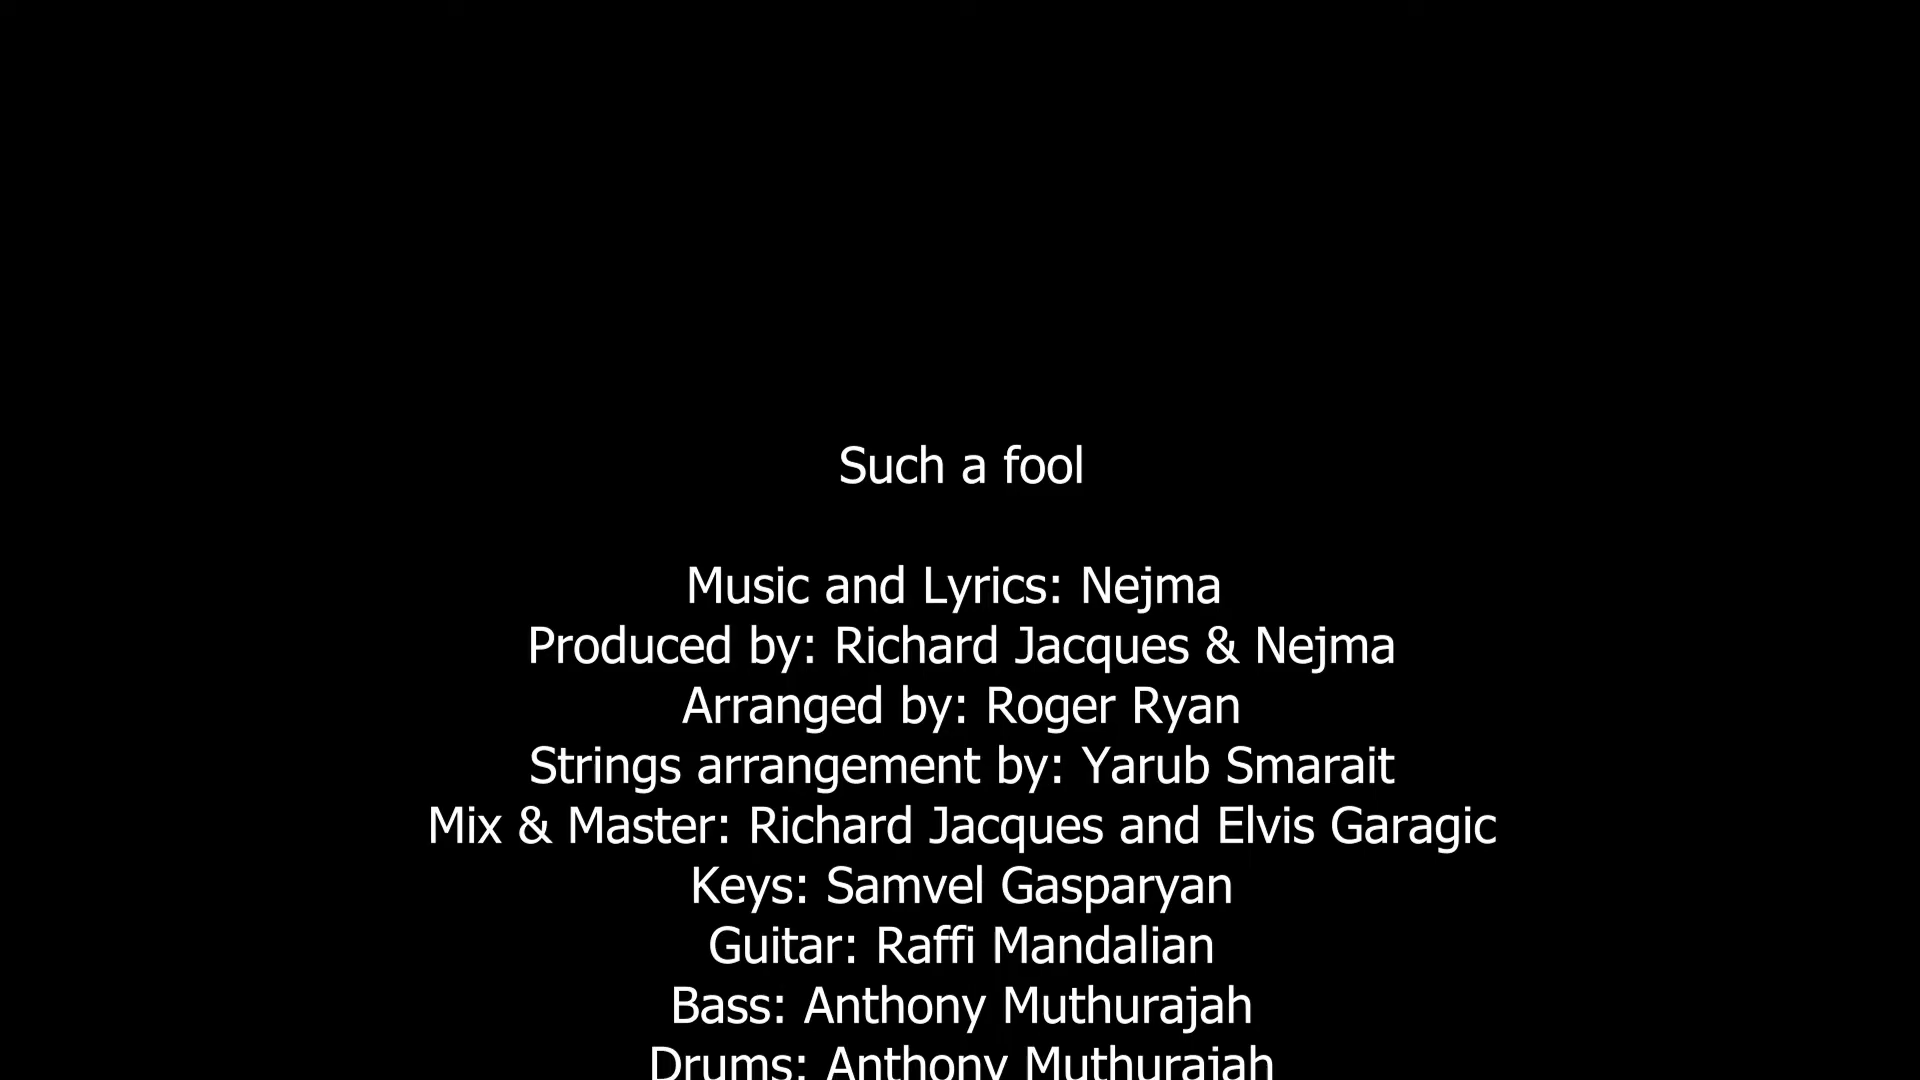 Such a fool
Music and Lyrics: Nejma
Produced by: Richard Jacques & Nejma
Arranged by: Roger Ryan
Strings arrangement by: Yarub Smarait
Mix & Master: Richard Jacques and Elvis Garagic
Keys: Samvel Gasparyan
Guitar: Raffi Mandalian
Bass: Anthony Muthurajah
Drums: Anthony Muthurajah